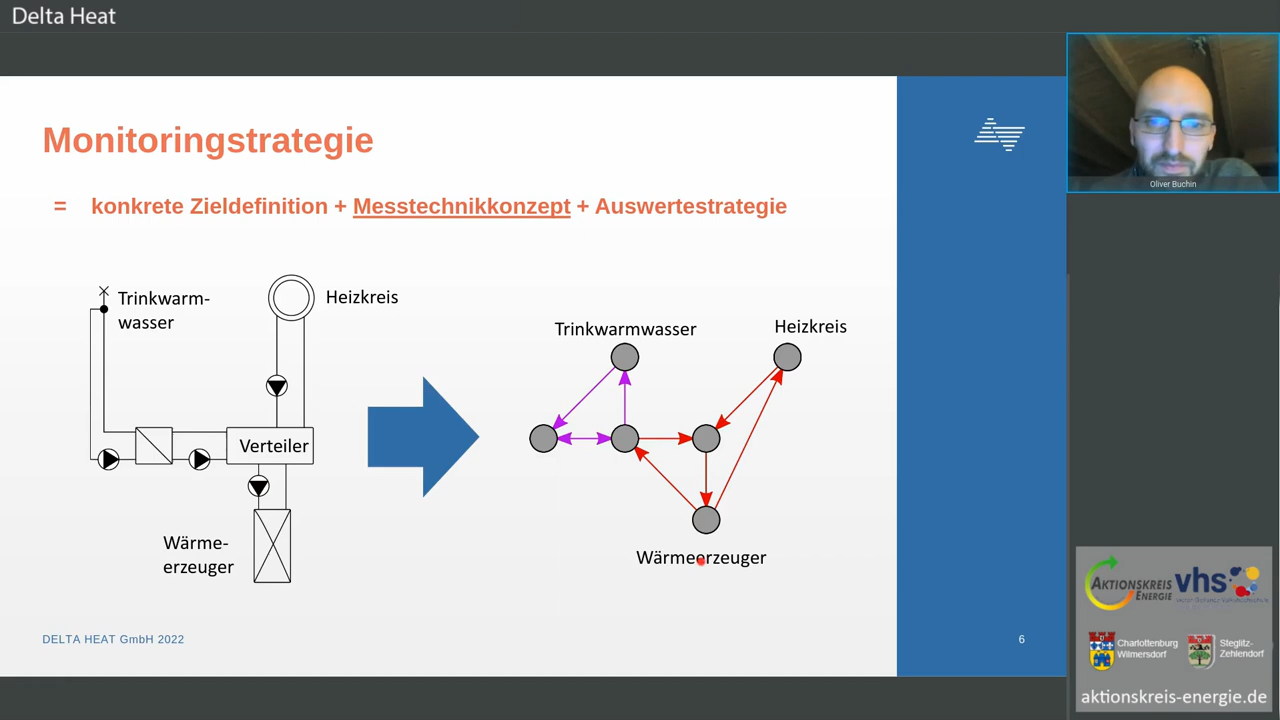 Delta Heat
Monitoringstrategie
= konkrete Zieldefinition + Messtechnikkonzept + Auswertestrategie
Trinkwarm-
wasser
Heizkreis
Verteiler
Wärme-
erzeuger
Trinkwarmwasser
Heizkreis
Wärmeerzeuger
DELTA HEAT GmbH 2022
6
Oliver Buchin
AKTIONSKREIS
ENERGIE
vhs
Charlottenburg
Wilmersdorf
Steglitz-
Zehlendorf
aktionskreis-energie.de